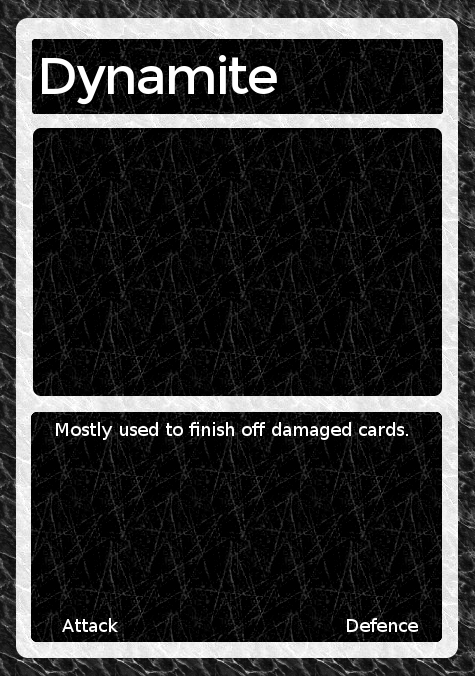 Dynamite
Mostly used to finish off damaged cards.
Attack Defence